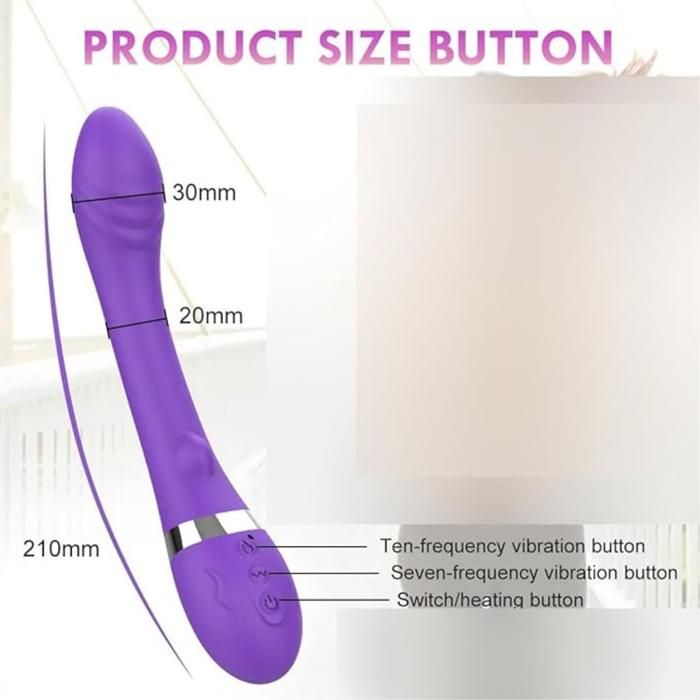 PRODUCT SIZE BUTTON
30mm
20mm
210mm
Ten-frequency vibration button
Seven-frequency vibration button
Switch/heating button